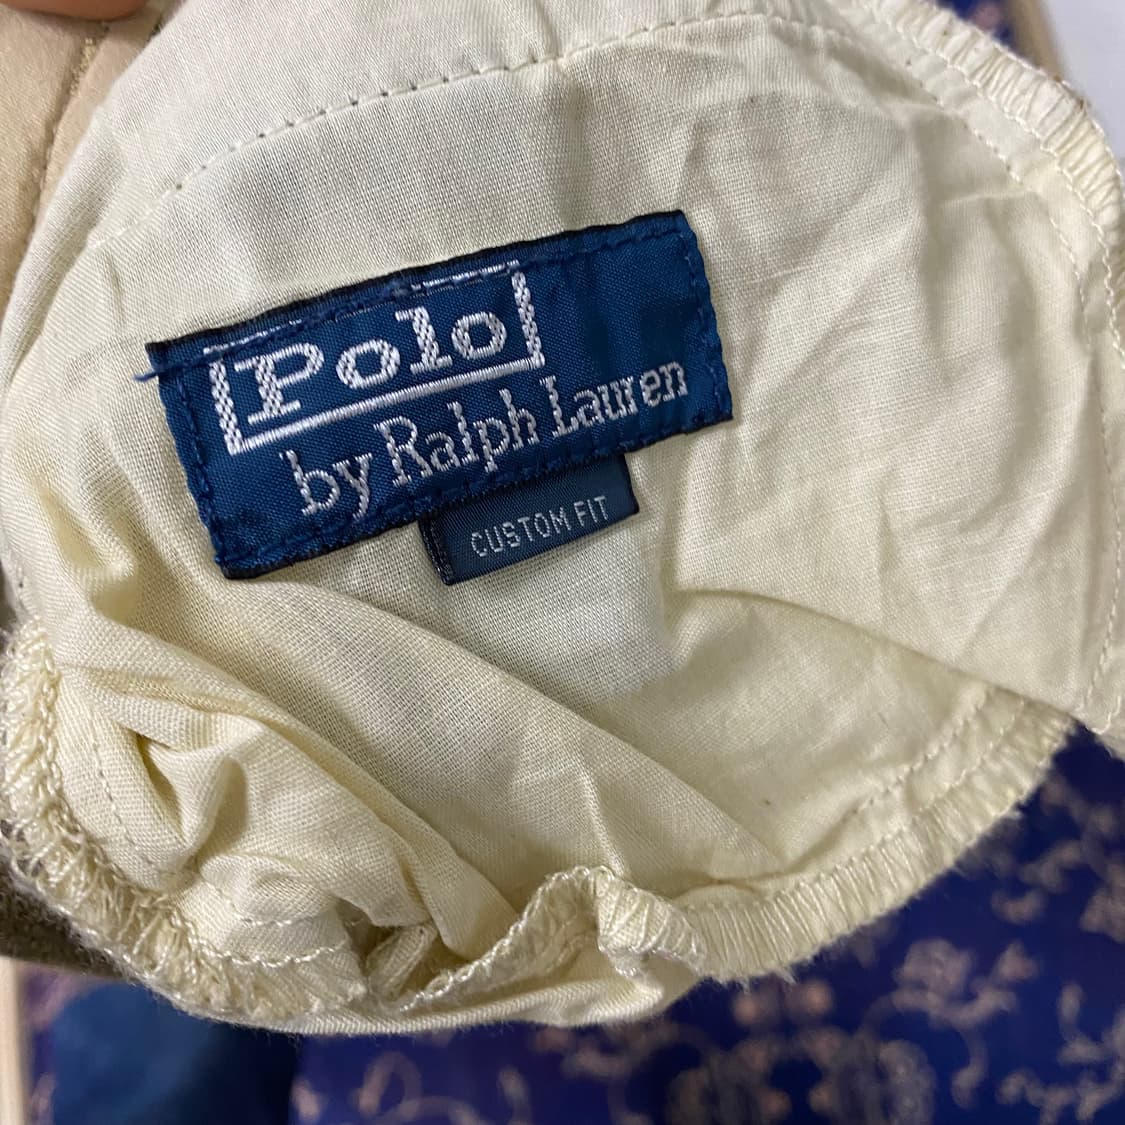 Polo
by Ralph Lauren
CUSTOM FIT